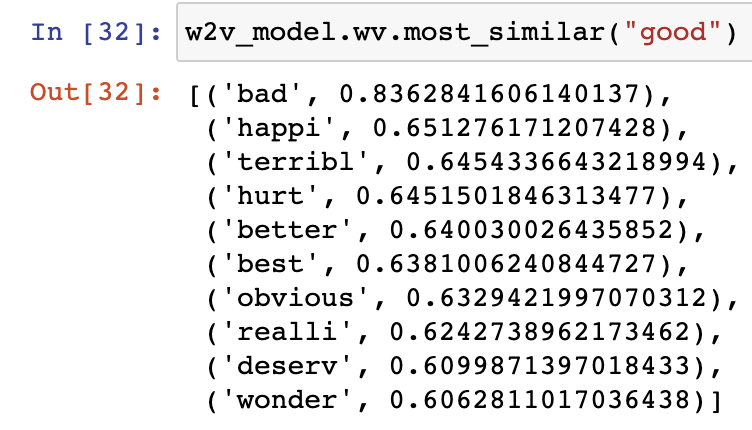 In [32]: w2v_model.wv.most_similar("good")
Out[32]: [('bad', 0.8362841606140137),
('happi', 0.651276171207428),
('terribl', 0.6454336643218994),
('hurt', 0.6451501846313477),
('better', 0.640030026435852),
('best', 0.6381006240844727),
('obvious', 0.6329421997070312),
('realli', 0.6242738962173462),
('deserv', 0.6099871397018433),
('wonder', 0.6062811017036438)]